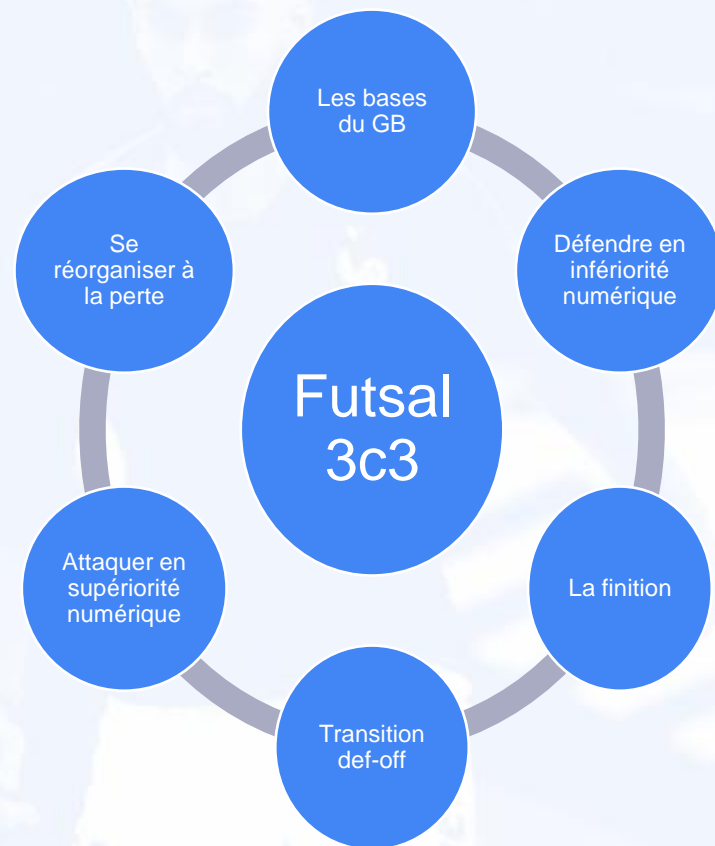 Les bases
du GB
Défendre en
infériorité
numérique
La finition
Transition
def-off
Attaquer en
supériorité
numérique
Se
réorganiser à
la perte
Futsal
3c3